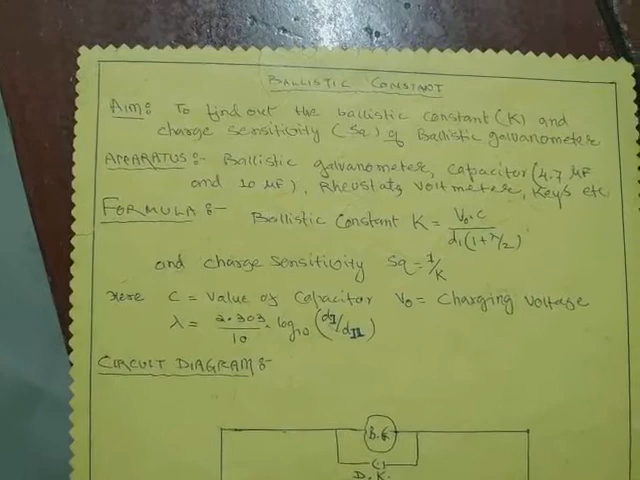 BALLISTIC CONSTANT
AIM:- To find out the ballistic constant (K) and
charge sensitivity (Sq) of Ballistic galvanometer
APPARATUS:- Ballistic galvanometer, Capacitor (4.7 μF
and 10 μF), Rheostat, Voltmeter, Keys etc
FORMULA:- Ballistic Constant K = V₀.C / d₁(1+λ/2)
and charge sensitivity Sq = 1/K
Here C = Value of Capacitor V₀ = Charging Voltage
λ = 2.303/10 . log₁₀ (dI/dII)
CIRCUIT DIAGRAM:-
B.G.
D.K.